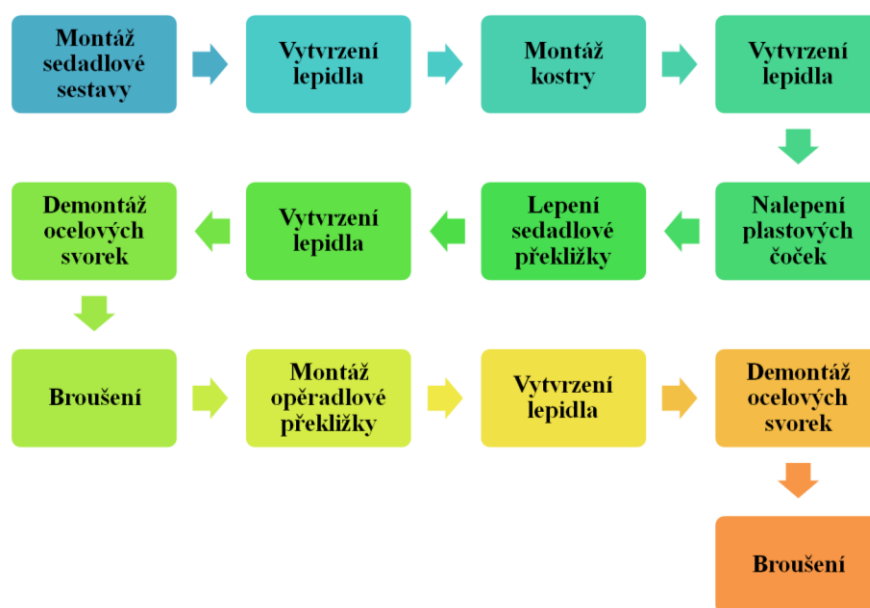 Montáž
sedadlové
sestavy
Vytvrzení
lepidla
Montáž
kostry
Vytvrzení
lepidla
Nalepení
plastových
čoček
Lepení
sedadlové
překližky
Vytvrzení
lepidla
Demontáž
ocelových
svorek
Broušení
Montáž
opěradlové
překližky
Vytvrzení
lepidla
Demontáž
ocelových
svorek
Broušení